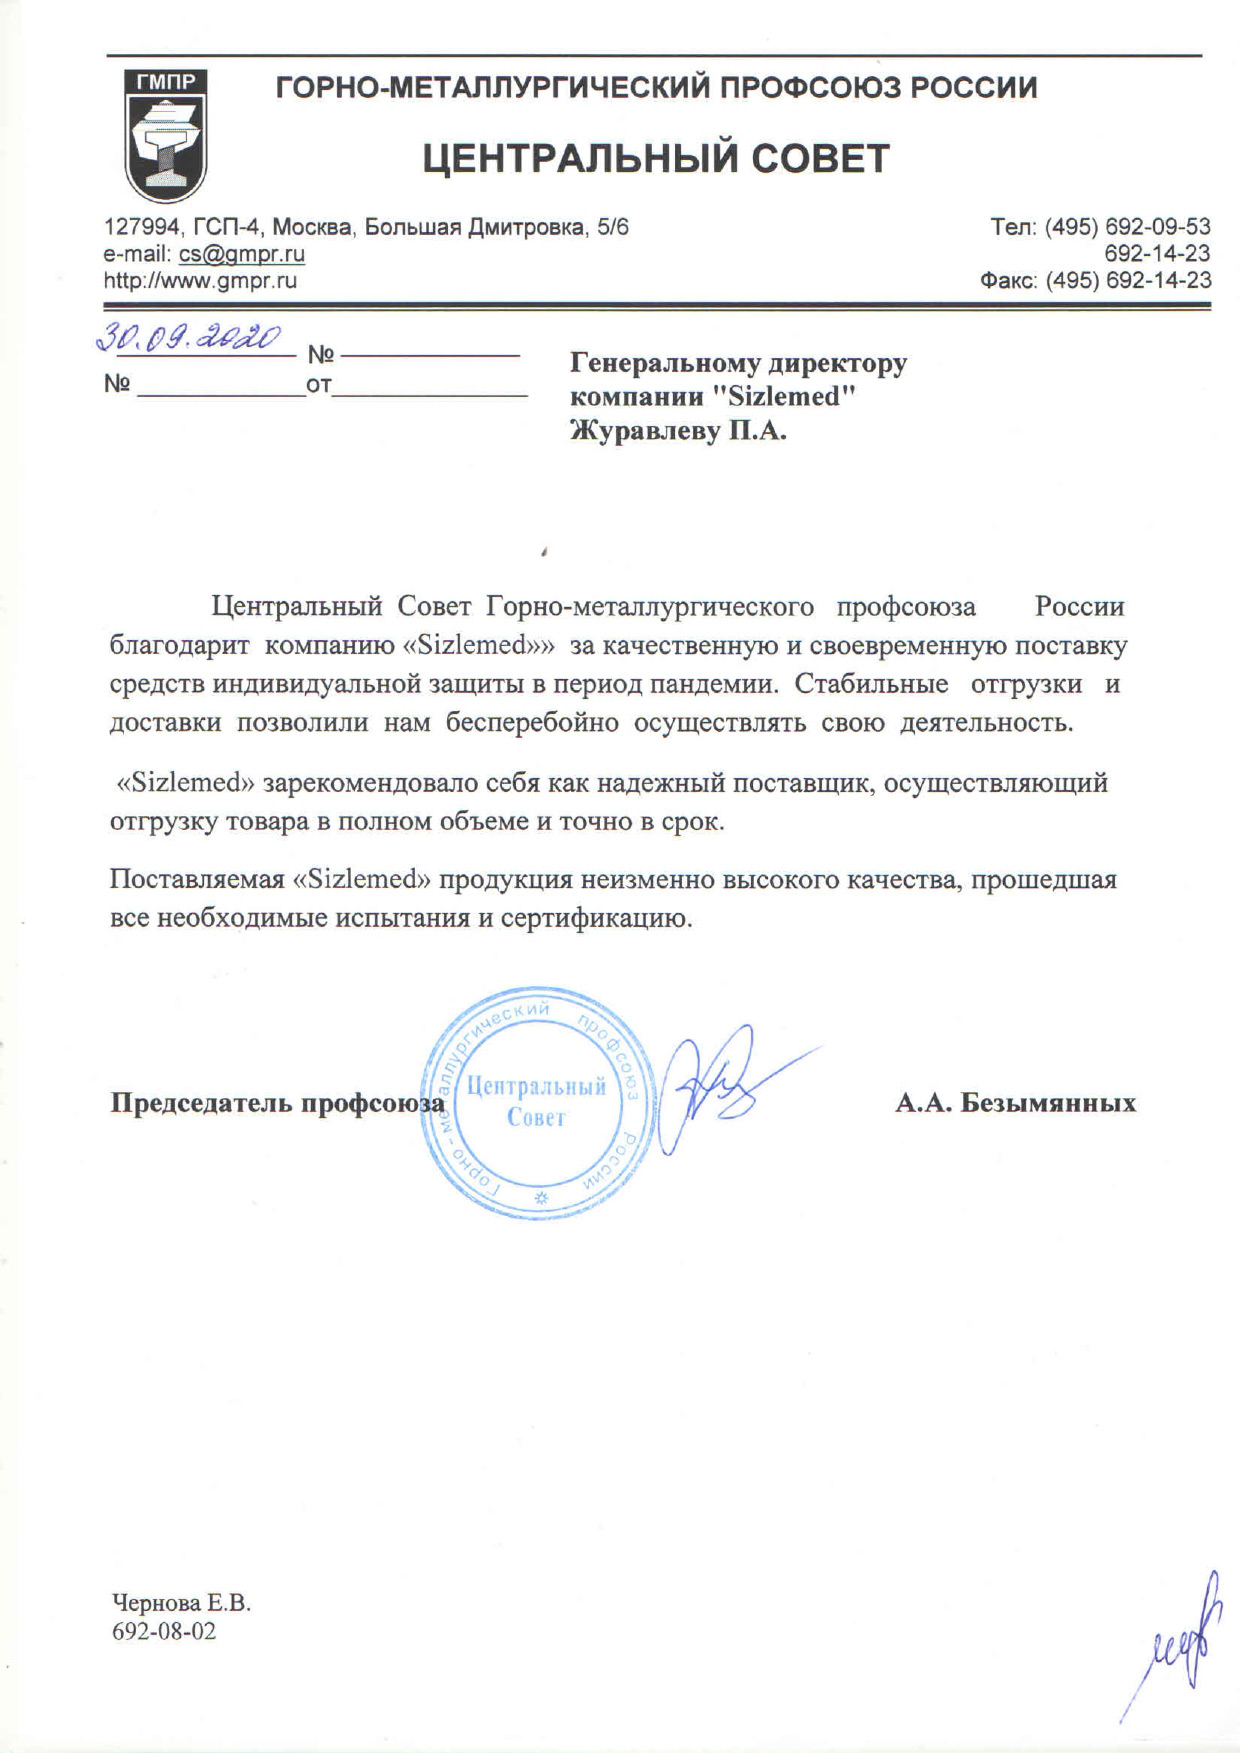 ГМПР
ГОРНО-МЕТАЛЛУРГИЧЕСКИЙ ПРОФСОЮЗ РОССИИ
ЦЕНТРАЛЬНЫЙ СОВЕТ
127994, ГСП-4, Москва, Большая Дмитровка, 5/6
e-mail: cs@gmpr.ru
http://www.gmpr.ru
Тел: (495) 692-09-53
692-14-23
Факс: (495) 692-14-23
30.09.2020 №
№ от
Генеральному директору
компании "Sizlemed"
Журавлеву П.А.
Центральный Совет Горно-металлургического профсоюза России
благодарит компанию «Sizlemed»» за качественную и своевременную поставку
средств индивидуальной защиты в период пандемии. Стабильные отгрузки и
доставки позволили нам бесперебойно осуществлять свою деятельность.
«Sizlemed» зарекомендовало себя как надежный поставщик, осуществляющий
отгрузку товара в полном объеме и точно в срок.
Поставляемая «Sizlemed» продукция неизменно высокого качества, прошедшая
все необходимые испытания и сертификацию.
Председатель профсоюза
Горно-металлургический профсоюз России
Центральный
Совет
А.А. Безымянных
Чернова Е.В.
692-08-02